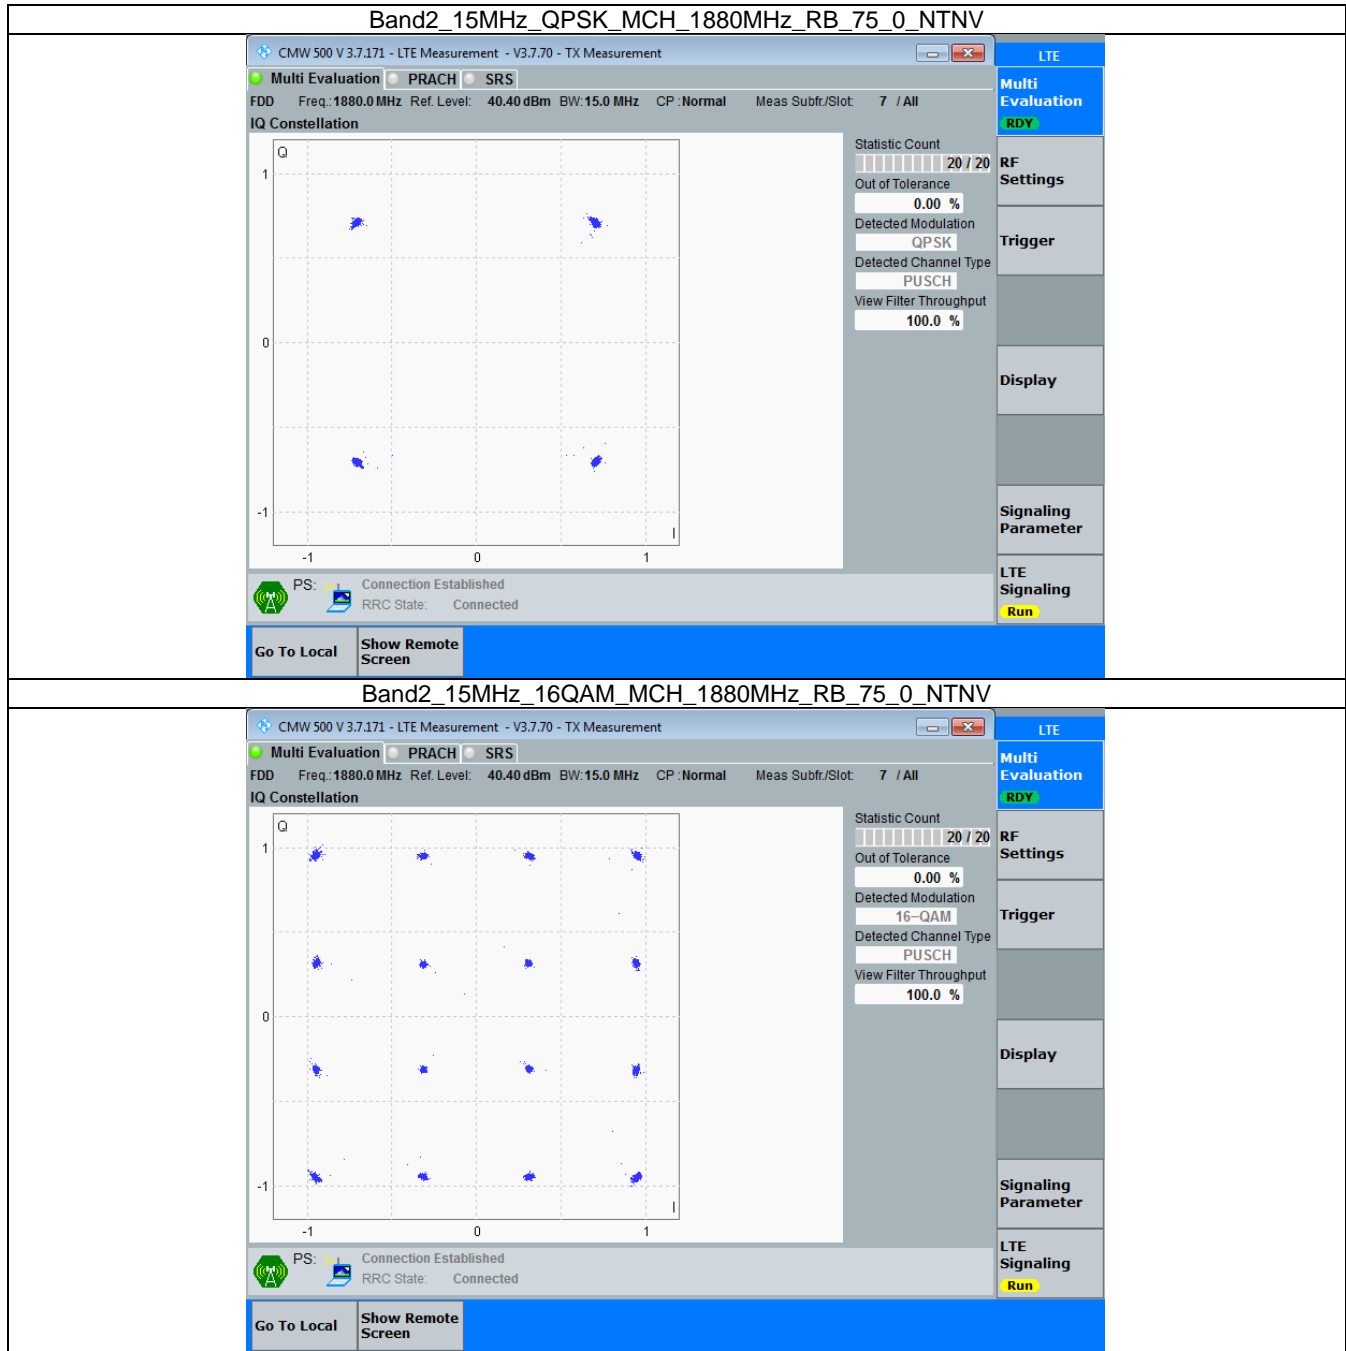 Band2_15MHz_QPSK_MCH_1880MHz_RB_75_0_NTNV
CMW 500 V 3.7.171 - LTE Measurement - V3.7.70 - TX Measurement
LTE
Multi Evaluation PRACH SRS
FDD Freq.: 1880.0 MHz Ref. Level: 40.40 dBm BW: 15.0 MHz CP : Normal Meas Subfr./Slot: 7 / All
IQ Constellation
Q
1
0
-1
I
-1 0 1
Statistic Count
20 / 20
Out of Tolerance
0.00 %
Detected Modulation
QPSK
Detected Channel Type
PUSCH
View Filter Throughput
100.0 %
Multi
Evaluation
RDY
RF
Settings
Trigger
Display
Signaling
Parameter
LTE
Signaling
Run
PS: Connection Established
RRC State: Connected
Go To Local
Show Remote
Screen
Band2_15MHz_16QAM_MCH_1880MHz_RB_75_0_NTNV
CMW 500 V 3.7.171 - LTE Measurement - V3.7.70 - TX Measurement
LTE
Multi Evaluation PRACH SRS
FDD Freq.: 1880.0 MHz Ref. Level: 40.40 dBm BW: 15.0 MHz CP : Normal Meas Subfr./Slot: 7 / All
IQ Constellation
Q
1
0
-1
I
-1 0 1
Statistic Count
20 / 20
Out of Tolerance
0.00 %
Detected Modulation
16-QAM
Detected Channel Type
PUSCH
View Filter Throughput
100.0 %
Multi
Evaluation
RDY
RF
Settings
Trigger
Display
Signaling
Parameter
LTE
Signaling
Run
PS: Connection Established
RRC State: Connected
Go To Local
Show Remote
Screen